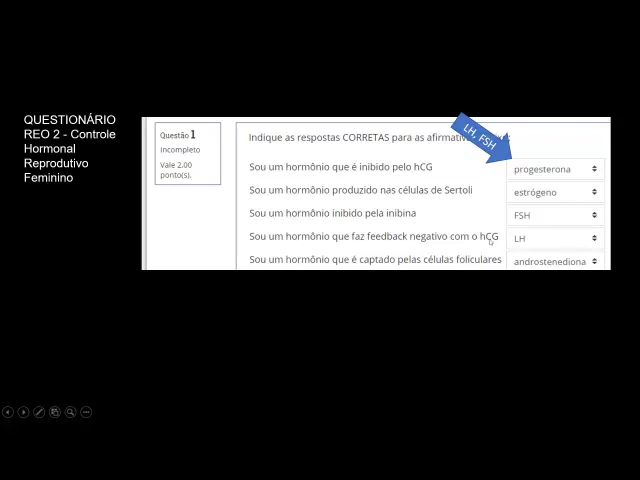 QUESTIONÁRIO
REO 2 - Controle
Hormonal
Reprodutivo
Feminino
Questão 1
Incompleto
Vale 2,00
ponto(s).
Indique as respostas CORRETAS para as afirmativ
LH, FSH
Sou um hormônio que é inibido pelo hCG progesterona
Sou um hormônio produzido nas células de Sertoli estrógeno
Sou um hormônio inibido pela inibina FSH
Sou um hormônio que faz feedback negativo com o hCG LH
Sou um hormônio que é captado pelas células foliculares androstenediona